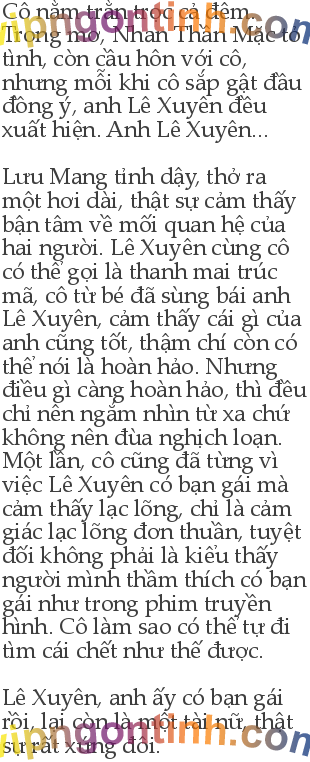 Cô nằm trằn trọc cả đêm.
Trong mơ, Nhan Thần Mặc tỏ
tình, còn cầu hôn với cô,
nhưng mỗi khi cô sắp gật đầu
đồng ý, anh Lê Xuyên đều
xuất hiện. Anh Lê Xuyên...

Lưu Mang tỉnh dậy, thở ra
một hơi dài, thật sự cảm thấy
bận tâm về mối quan hệ của
hai người. Lê Xuyên cùng cô
có thể gọi là thanh mai trúc
mã, cô từ bé đã sùng bái anh
Lê Xuyên, cảm thấy cái gì của
anh cũng tốt, thậm chí còn có
thể nói là hoàn hảo. Nhưng
điều gì càng hoàn hảo, thì đều
chỉ nên ngắm nhìn từ xa chứ
không nên đùa nghịch loạn.
Một lần, cô cũng đã từng vì
việc Lê Xuyên có bạn gái mà
cảm thấy lạc lõng, chỉ là cảm
giác lạc lõng đơn thuần, tuyệt
đối không phải là kiểu thấy
người mình thầm thích có bạn
gái như trong phim truyền
hình. Cô làm sao có thể tự đi
tìm cái chết như thế được.

Lê Xuyên, anh ấy có bạn gái
rồi, lại còn là một tài nữ, thật
sự rất xứng đôi.
vipngontinh.com
vipngontinh.com